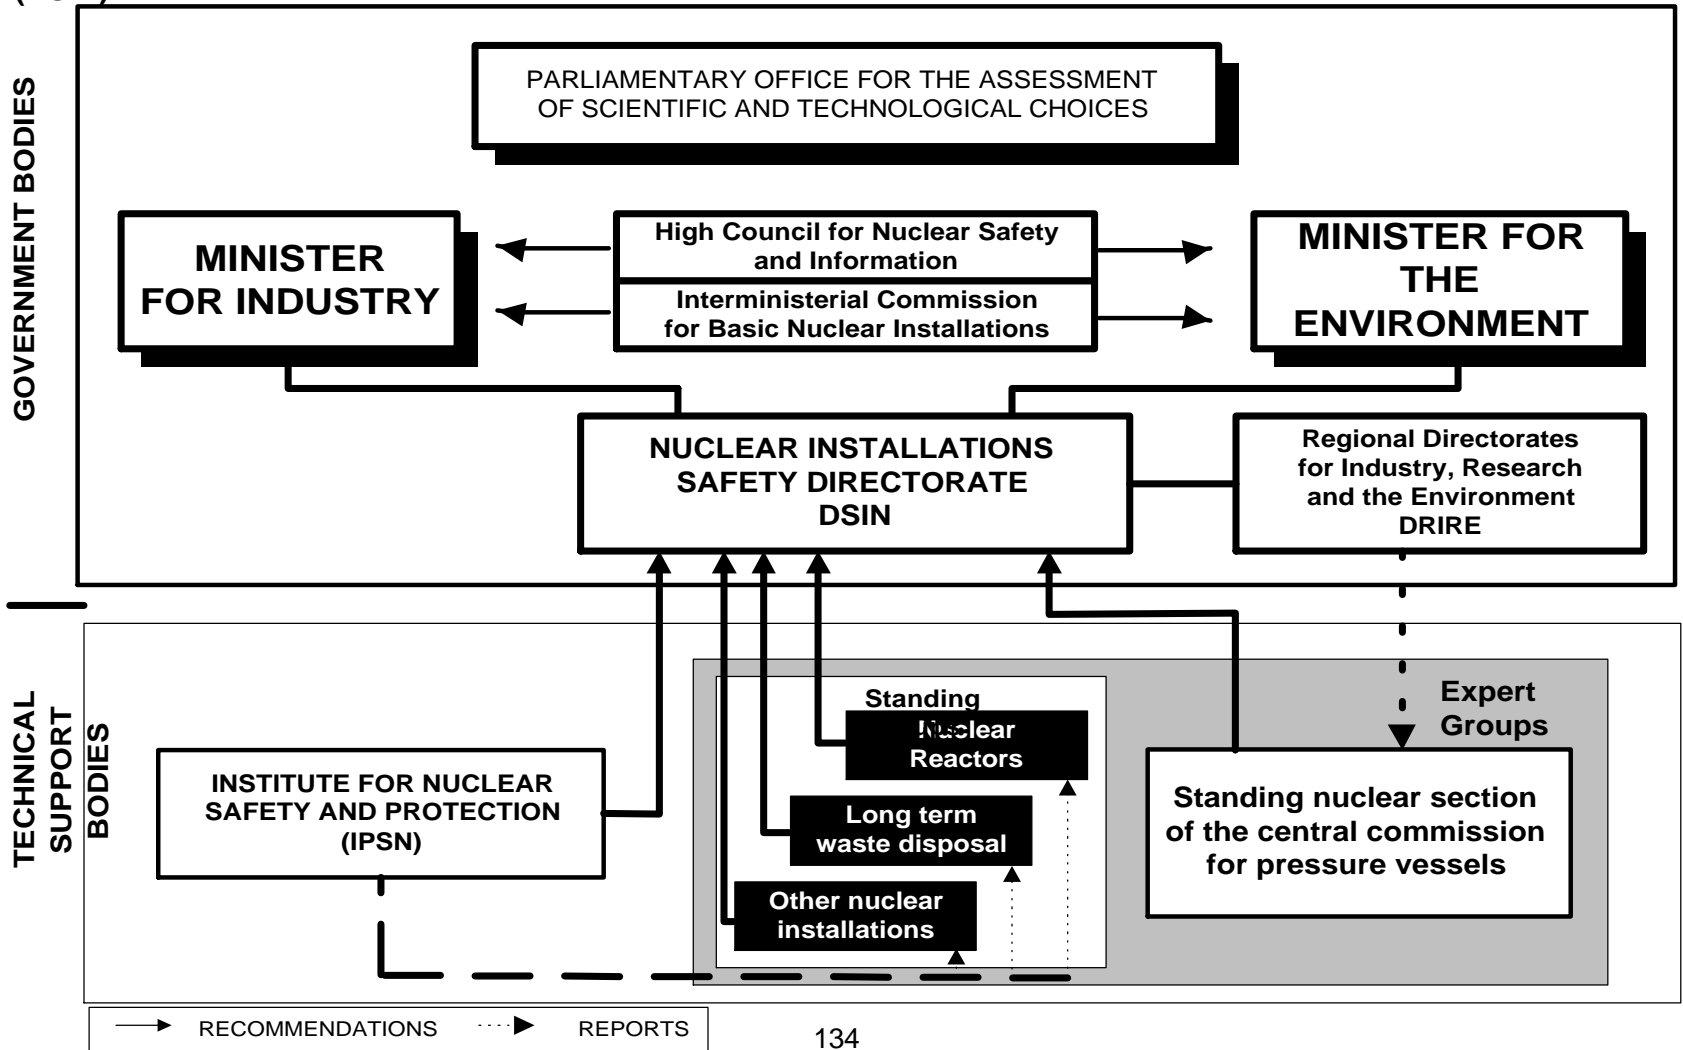 GOVERNMENT BODIES
PARLIAMENTARY OFFICE FOR THE ASSESSMENT
OF SCIENTIFIC AND TECHNOLOGICAL CHOICES
MINISTER
FOR INDUSTRY
High Council for Nuclear Safety
and Information
Interministerial Commission
for Basic Nuclear Installations
MINISTER FOR
THE
ENVIRONMENT
NUCLEAR INSTALLATIONS
SAFETY DIRECTORATE
DSIN
Regional Directorates
for Industry, Research
and the Environment
DRIRE
TECHNICAL
SUPPORT
BODIES
INSTITUTE FOR NUCLEAR
SAFETY AND PROTECTION
(IPSN)
Standing
Nuclear
Reactors
Long term
waste disposal
Other nuclear
installations
Expert
Groups
Standing nuclear section
of the central commission
for pressure vessels
RECOMMENDATIONS
REPORTS
134